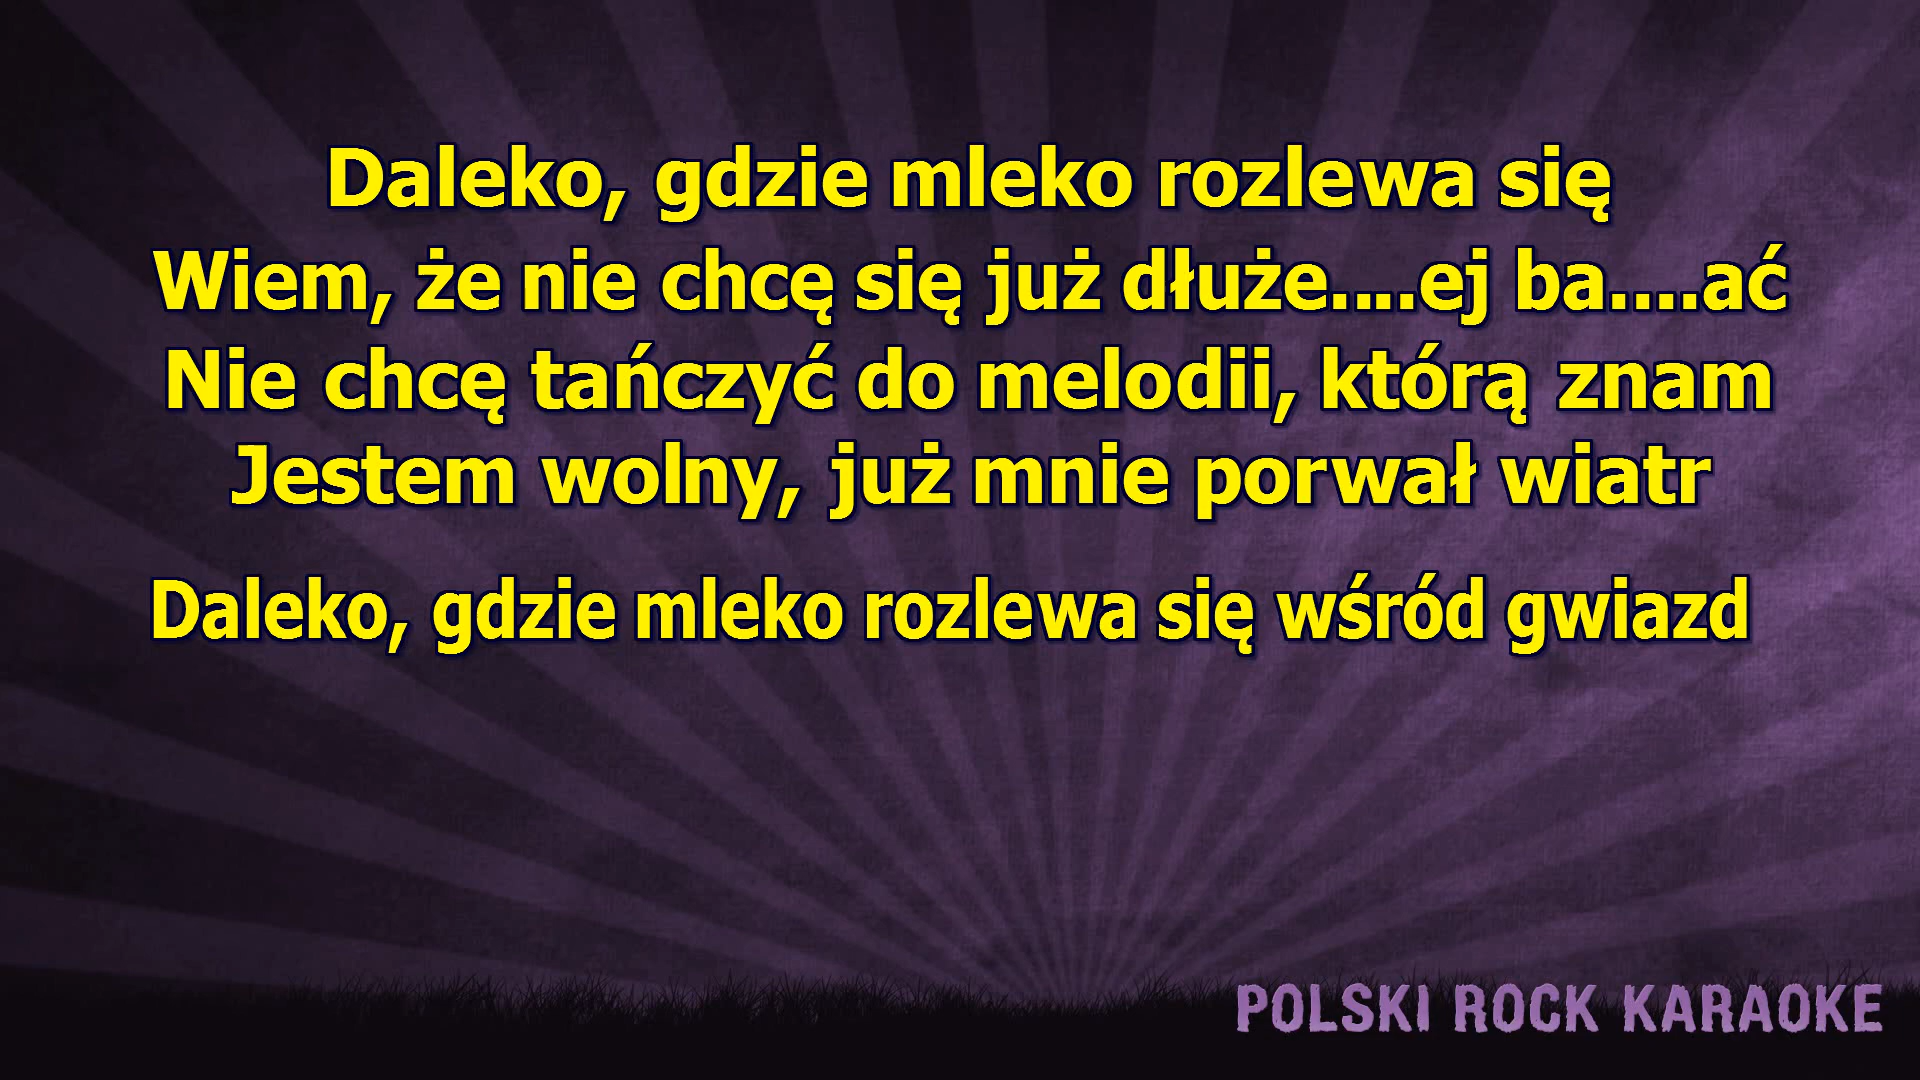 Daleko, gdzie mleko rozlewa się
Wiem, że nie chcę się już dłuże....ej ba....ać
Nie chcę tańczyć do melodii, którą znam
Jestem wolny, już mnie porwał wiatr
Daleko, gdzie mleko rozlewa się wśród gwiazd
POLSKI ROCK KARAOKE